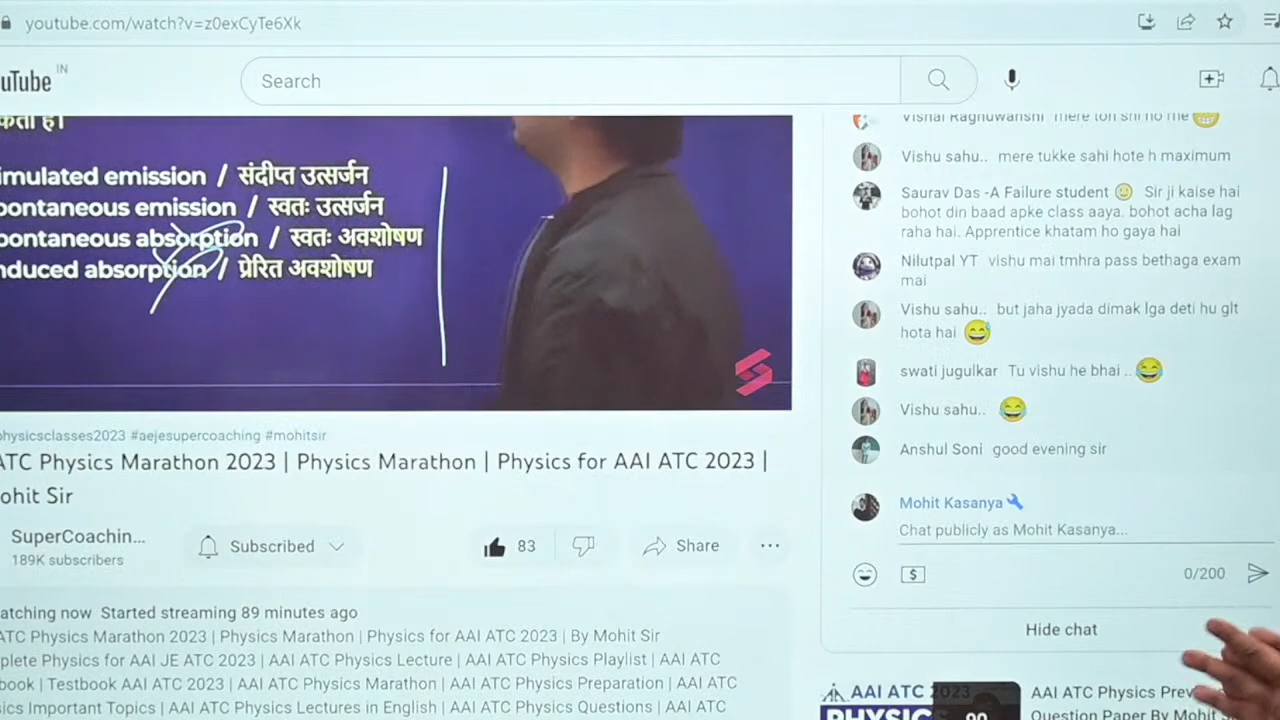 youtube.com/watch?v=z0exCyTe6Xk
uTube IN
Search
कता है।
imulated emission / संदीप्त उत्सर्जन
pontaneous emission / स्वतः उत्सर्जन
pontaneous absorption / स्वतः अवशोषण
nduced absorption / प्रेरित अवशोषण
physicsclasses2023 #aejesupercoaching #mohitsir
ATC Physics Marathon 2023 | Physics Marathon | Physics for AAI ATC 2023 |
ohit Sir
SuperCoachin...
189K subscribers
Subscribed
83
Share
atching now Started streaming 89 minutes ago
ATC Physics Marathon 2023 | Physics Marathon | Physics for AAI ATC 2023 | By Mohit Sir
plete Physics for AAI JE ATC 2023 | AAI ATC Physics Lecture | AAI ATC Physics Playlist | AAI ATC
book | Testbook AAI ATC 2023 | AAI ATC Physics Marathon | AAI ATC Physics Preparation | AAI ATC
ics Important Topics | AAI ATC Physics Lectures in English | AAI ATC Physics Questions | AAI ATC
Vishal Raghuwanshi mere toh
Vishu sahu.. mere tukke sahi hote h maximum
Saurav Das -A Failure student Sir ji kaise hai
bohot din baad apke class aaya. bohot acha lag
raha hai. Apprentice khatam ho gaya hai
Nilutpal YT vishu mai tmhra pass bethaga exam
mai
Vishu sahu.. but jaha jyada dimak lga deti hu glt
hota hai
swati jugulkar Tu vishu he bhai ..
Vishu sahu..
Anshul Soni good evening sir
Mohit Kasanya
Chat publicly as Mohit Kasanya...
$
0/200
Hide chat
AAI ATC 2023
PHYSIC
90
AAI ATC Physics Prev
Question Paper By Mohit